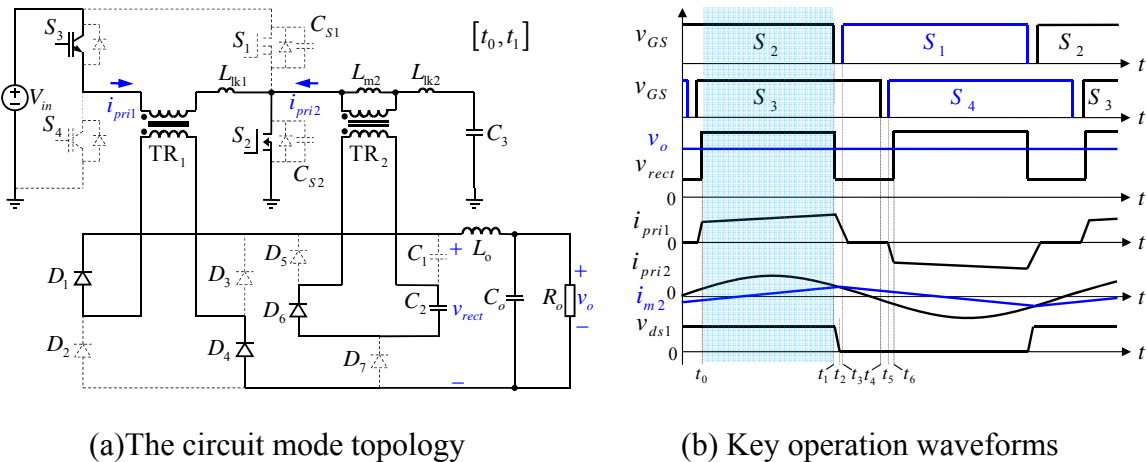 S3
CS1
S1
[t0, t1]
Vin
Llk1
Lm2
Llk2
ipri1
ipri2
S4
TR1
S2
CS2
TR2
C3
D1
D3
D5
C1
+
Lo
D6
C2
vrect
Co
Ro
+
vo
−
D2
D4
D7
−
(a)The circuit mode topology
vGS
S2
S1
S2
t
vGS
S3
S4
S3
t
vo
vrect
0
t
ipri1
0
t
ipri2
0
im2
t
vds1
0
t
t0
t1
t2
t3
t4
t5
t6
(b) Key operation waveforms